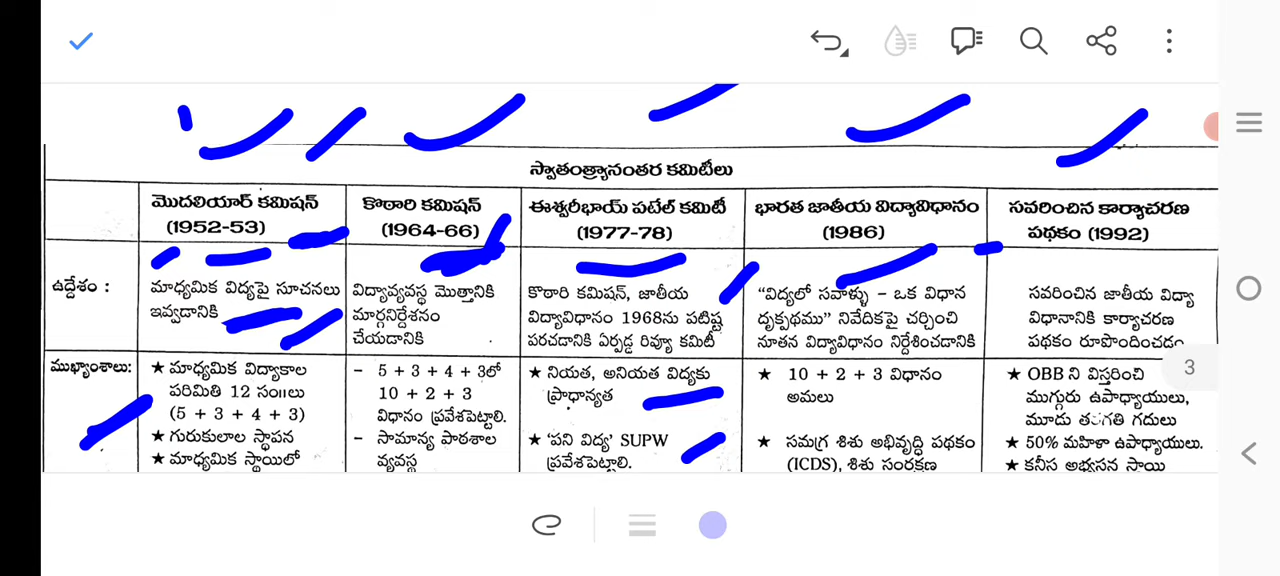 స్వాతంత్ర్యానంతర కమిటీలు
మొదలియార్ కమిషన్
(1952-53)
కొఠారి కమిషన్
(1964-66)
ఈశ్వరీభాయ్ పటేల్ కమిటీ
(1977-78)
భారత జాతీయ విద్యావిధానం
(1986)
సవరించిన కార్యాచరణ
పథకం (1992)
ఉద్దేశం :
మాధ్యమిక విద్యపై సూచనలు
ఇవ్వడానికి
విద్యావ్యవస్థ మొత్తానికి
మార్గనిర్దేశనం
చేయడానికి
కొఠారి కమిషన్, జాతీయ
విద్యావిధానం 1968ను పటిష్ట
పరచడానికి ఏర్పడ్డ రివ్యూ కమిటీ
"విద్యలో సవాళ్ళు – ఒక విధాన
దృక్పథము" నివేదికపై చర్చించి
నూతన విద్యావిధానం నిర్దేశించడానికి
సవరించిన జాతీయ విద్యా
విధానానికి కార్యాచరణ
పథకం రూపొందించడం
ముఖ్యాంశాలు:
★ మాధ్యమిక విద్యాకాల
పరిమితి 12 సం॥లు
(5 + 3 + 4 + 3)
★ గురుకులాల స్థాపన
★ మాధ్యమిక స్థాయిలో
– 5 + 3 + 4 + 3లో
10 + 2 + 3
విధానం ప్రవేశపెట్టాలి.
– సామాన్య పాఠశాల
వ్యవస్థ
★ నియత, అనియత విద్యకు
ప్రాధాన్యత
★ 'పని విద్య' SUPW
ప్రవేశపెట్టాలి.
★ 10 + 2 + 3 విధానం
అమలు
★ సమగ్ర శిశు అభివృద్ధి పథకం
(ICDS), శిశు సంరక్షణ
★ OBB ని విస్తరించి
ముగ్గురు ఉపాధ్యాయులు,
మూడు తరగతి గదులు
★ 50% మహిళా ఉపాధ్యాయులు.
★ కనీస అభ్యసన స్థాయి
3